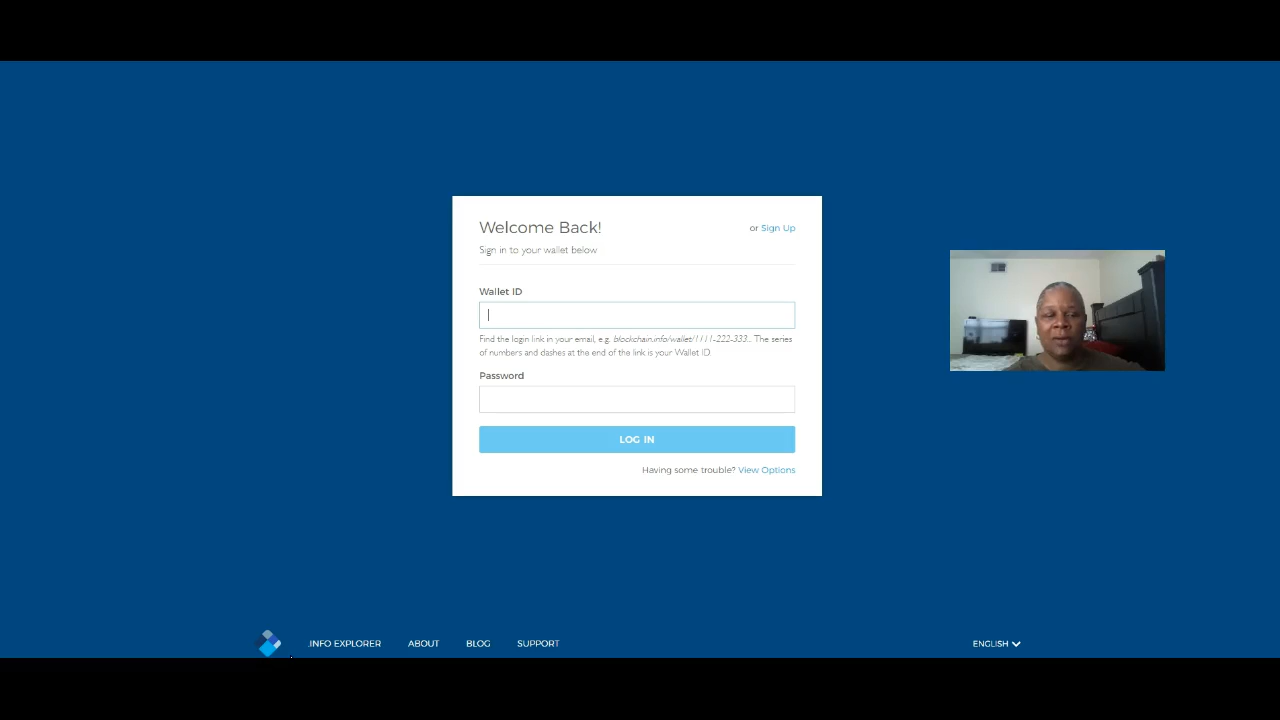 Welcome Back!
or Sign Up
Sign in to your wallet below
Wallet ID
Find the login link in your email, e.g. blockchain.info/wallet/1111-222-333.. The series
of numbers and dashes at the end of the link is your Wallet ID.
Password
LOG IN
Having some trouble? View Options
.INFO EXPLORER
ABOUT
BLOG
SUPPORT
ENGLISH